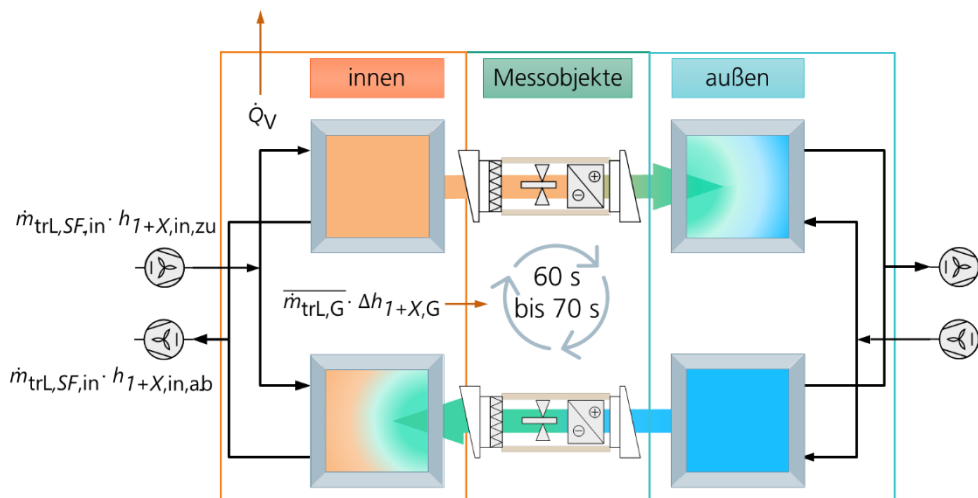 innen
Messobjekte
außen
Q̇V
ṁtrL,SF,in · h1+X,in,zu
60 s
bis 70 s
ṁtrL,G · Δh1+X,G
ṁtrL,SF,in · h1+X,in,ab